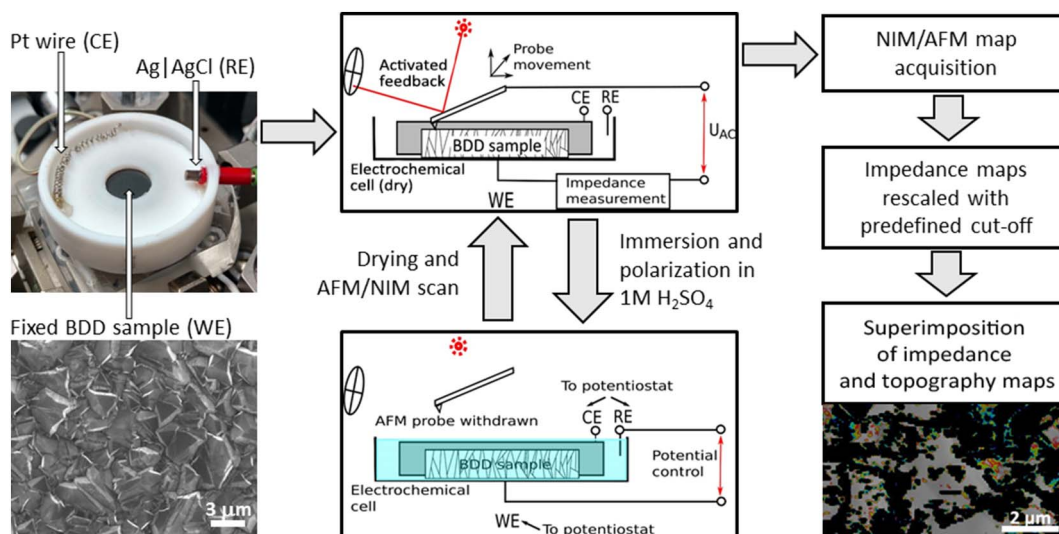 Pt wire (CE)
Ag|AgCl (RE)
Fixed BDD sample (WE)
3 µm
Activated
feedback
Probe
movement
CE
RE
U_AC
BDD sample
Electrochemical
cell (dry)
Impedance
measurement
WE
Drying and
AFM/NIM scan
Immersion and
polarization in
1M H₂SO₄
To potentiostat
AFM probe withdrawn
CE
RE
BDD sample
Potential
control
Electrochemical
cell
WE
To potentiostat
NIM/AFM map
acquisition
Impedance maps
rescaled with
predefined cut-off
Superimposition
of impedance
and topography maps
2 µm